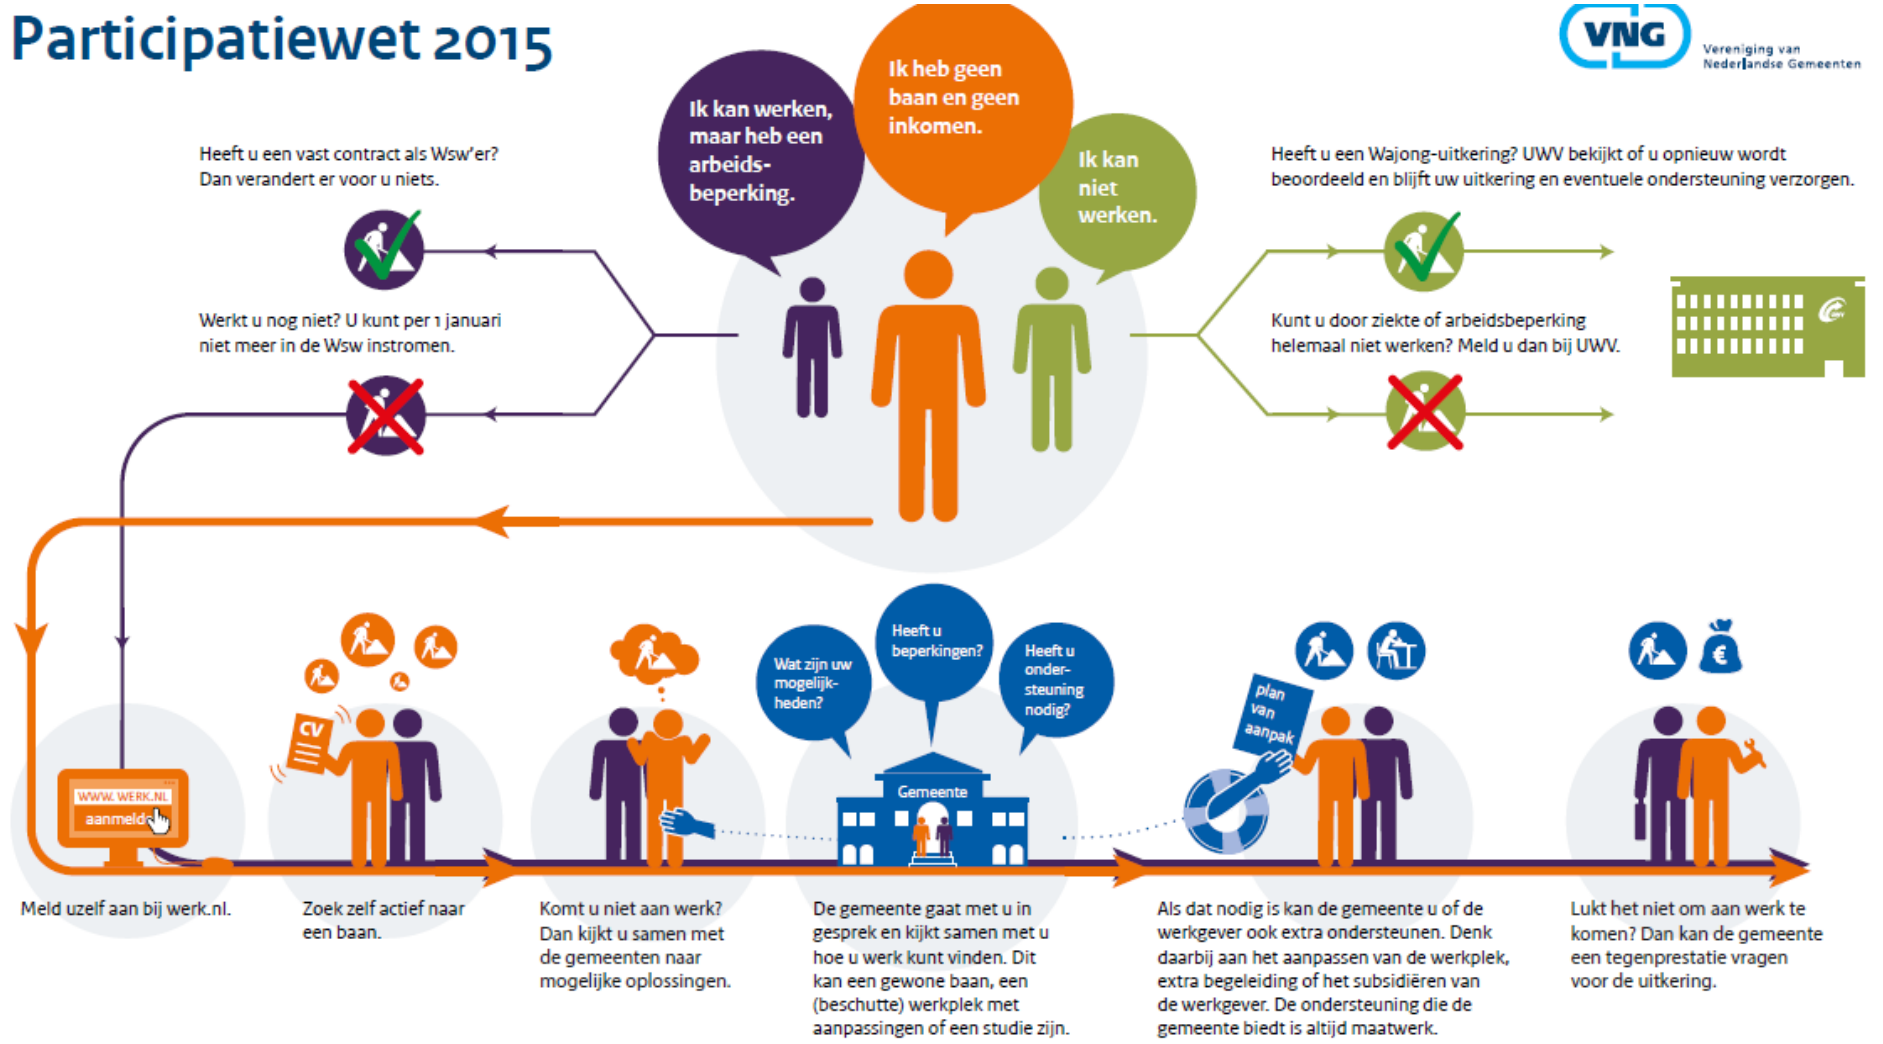 Participatiewet 2015
VNG
Vereniging van
Nederlandse Gemeenten
Ik kan werken,
maar heb een
arbeids-
beperking.
Ik heb geen
baan en geen
inkomen.
Ik kan
niet
werken.
Heeft u een vast contract als Wsw'er?
Dan verandert er voor u niets.
Werkt u nog niet? U kunt per 1 januari
niet meer in de Wsw instromen.
Heeft u een Wajong-uitkering? UWV bekijkt of u opnieuw wordt
beoordeeld en blijft uw uitkering en eventuele ondersteuning verzorgen.
Kunt u door ziekte of arbeidsbeperking
helemaal niet werken? Meld u dan bij UWV.
UWV
WWW. WERK.NL
aanmeld
CV
Wat zijn uw
mogelijk-
heden?
Heeft u
beperkingen?
Heeft u
onder-
steuning
nodig?
Gemeente
plan
van
aanpak
€
Meld uzelf aan bij werk.nl.
Zoek zelf actief naar
een baan.
Komt u niet aan werk?
Dan kijkt u samen met
de gemeenten naar
mogelijke oplossingen.
De gemeente gaat met u in
gesprek en kijkt samen met u
hoe u werk kunt vinden. Dit
kan een gewone baan, een
(beschutte) werkplek met
aanpassingen of een studie zijn.
Als dat nodig is kan de gemeente u of de
werkgever ook extra ondersteunen. Denk
daarbij aan het aanpassen van de werkplek,
extra begeleiding of het subsidiëren van
de werkgever. De ondersteuning die de
gemeente biedt is altijd maatwerk.
Lukt het niet om aan werk te
komen? Dan kan de gemeente
een tegenprestatie vragen
voor de uitkering.